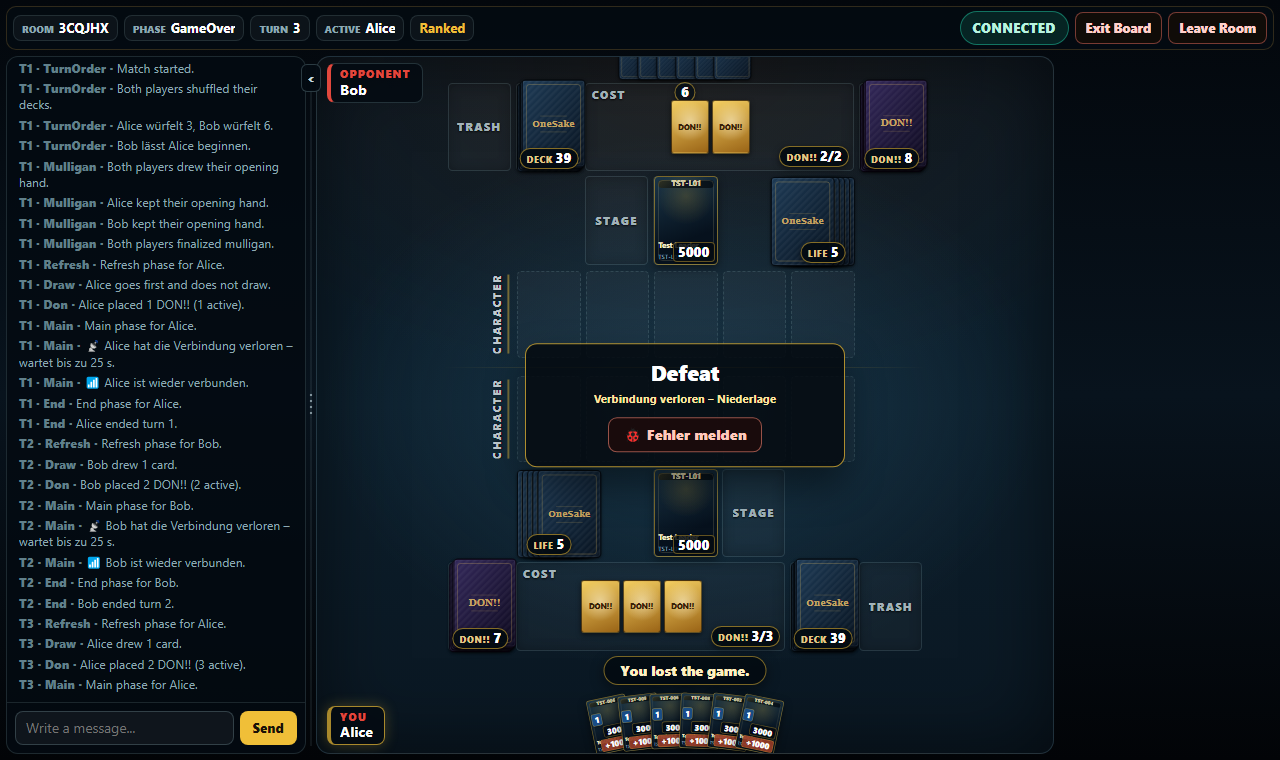 ROOM 3CQJHX
PHASE GameOver
TURN 3
ACTIVE Alice
Ranked
CONNECTED
Exit Board
Leave Room
T1 · TurnOrder · Match started.
T1 · TurnOrder · Both players shuffled their
decks.
T1 · TurnOrder · Alice würfelt 3, Bob würfelt 6.
T1 · TurnOrder · Bob lässt Alice beginnen.
T1 · Mulligan · Both players drew their opening
hand.
T1 · Mulligan · Alice kept their opening hand.
T1 · Mulligan · Bob kept their opening hand.
T1 · Mulligan · Both players finalized mulligan.
T1 · Refresh · Refresh phase for Alice.
T1 · Draw · Alice goes first and does not draw.
T1 · Don · Alice placed 1 DON!! (1 active).
T1 · Main · Main phase for Alice.
T1 · Main · 📡 Alice hat die Verbindung verloren –
wartet bis zu 25 s.
T1 · Main · 📶 Alice ist wieder verbunden.
T1 · End · End phase for Alice.
T1 · End · Alice ended turn 1.
T2 · Refresh · Refresh phase for Bob.
T2 · Draw · Bob drew 1 card.
T2 · Don · Bob placed 2 DON!! (2 active).
T2 · Main · Main phase for Bob.
T2 · Main · 📡 Bob hat die Verbindung verloren –
wartet bis zu 25 s.
T2 · Main · 📶 Bob ist wieder verbunden.
T2 · End · End phase for Bob.
T2 · End · Bob ended turn 2.
T3 · Refresh · Refresh phase for Alice.
T3 · Draw · Alice drew 1 card.
T3 · Don · Alice placed 2 DON!! (3 active).
T3 · Main · Main phase for Alice.
Write a message...
Send
OPPONENT
Bob
6
TRASH
OneSake
DECK 39
COST
DON!!
DON!!
DON!! 2/2
DON!!
DON!! 8
STAGE
TST-L01
Test
5000
OneSake
LIFE 5
CHARACTER
Defeat
Verbindung verloren – Niederlage
Fehler melden
CHARACTER
OneSake
LIFE 5
TST-L01
5000
STAGE
DON!!
DON!! 7
COST
DON!!
DON!!
DON!!
DON!! 3/3
OneSake
DECK 39
TRASH
You lost the game.
YOU
Alice
1
1
1
1
1
1
3000
+1000